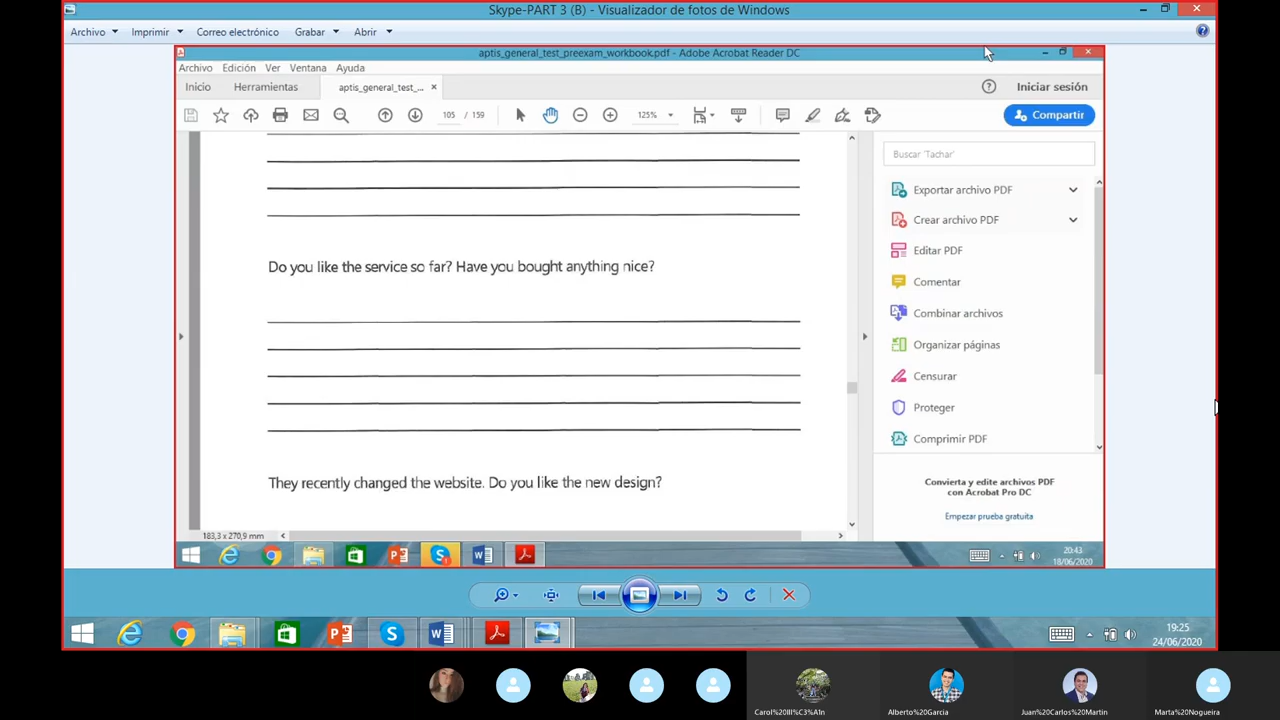 Skype-PART 3 (B) - Visualizador de fotos de Windows
Archivo Imprimir Correo electrónico Grabar Abrir
aptis_general_test_preexam_workbook.pdf - Adobe Acrobat Reader DC
Archivo Edición Ver Ventana Ayuda
Inicio Herramientas aptis_general_test_... × Iniciar sesión
105 / 159 125% Compartir
Buscar 'Tachar'
Exportar archivo PDF
Crear archivo PDF
Editar PDF
Comentar
Combinar archivos
Organizar páginas
Censurar
Proteger
Comprimir PDF
Convierta y edite archivos PDF
con Acrobat Pro DC
Empezar prueba gratuita
Do you like the service so far? Have you bought anything nice?
They recently changed the website. Do you like the new design?
183,3 x 270,9 mm
20:43
18/06/2020
19:25
24/06/2020
Carol%20III%C3%A1n Alberto%20Garcia Juan%20Carlos%20Martin Marta%20Nogueira